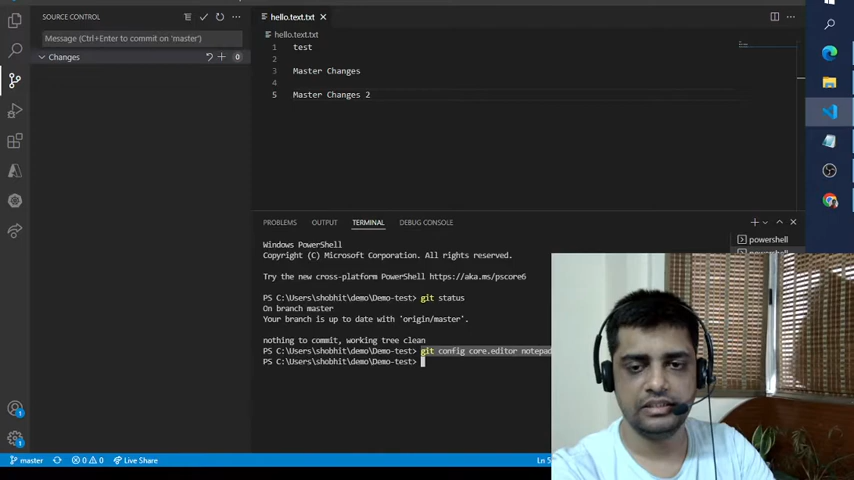 SOURCE CONTROL
hello.text.txt
Message (Ctrl+Enter to commit on 'master')
hello.text.txt
Changes
0
1 test
2
3 Master Changes
4
5 Master Changes 2
PROBLEMS OUTPUT TERMINAL DEBUG CONSOLE
powershell
powershell
Windows PowerShell
Copyright (C) Microsoft Corporation. All rights reserved.
Try the new cross-platform PowerShell https://aka.ms/pscore6
PS C:\Users\shobhit\demo\Demo-test> git status
On branch master
Your branch is up to date with 'origin/master'.
nothing to commit, working tree clean
PS C:\Users\shobhit\demo\Demo-test> git config core.editor notepad
PS C:\Users\shobhit\demo\Demo-test>
1
1
master
0
0
Live Share
Ln 5